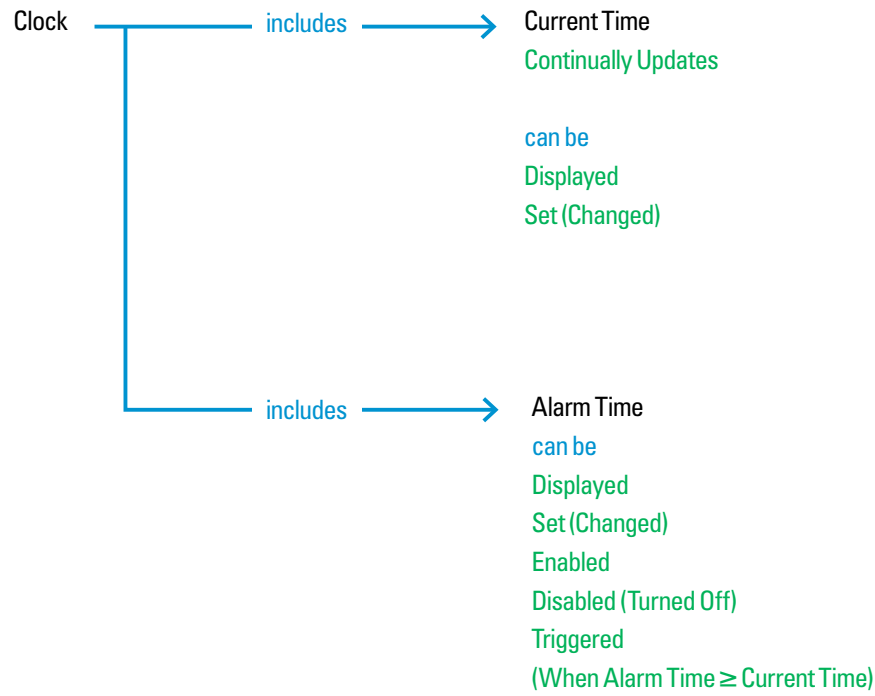 Clock
includes
Current Time
Continually Updates
can be
Displayed
Set (Changed)
includes
Alarm Time
can be
Displayed
Set (Changed)
Enabled
Disabled (Turned Off)
Triggered
(When Alarm Time ≥ Current Time)